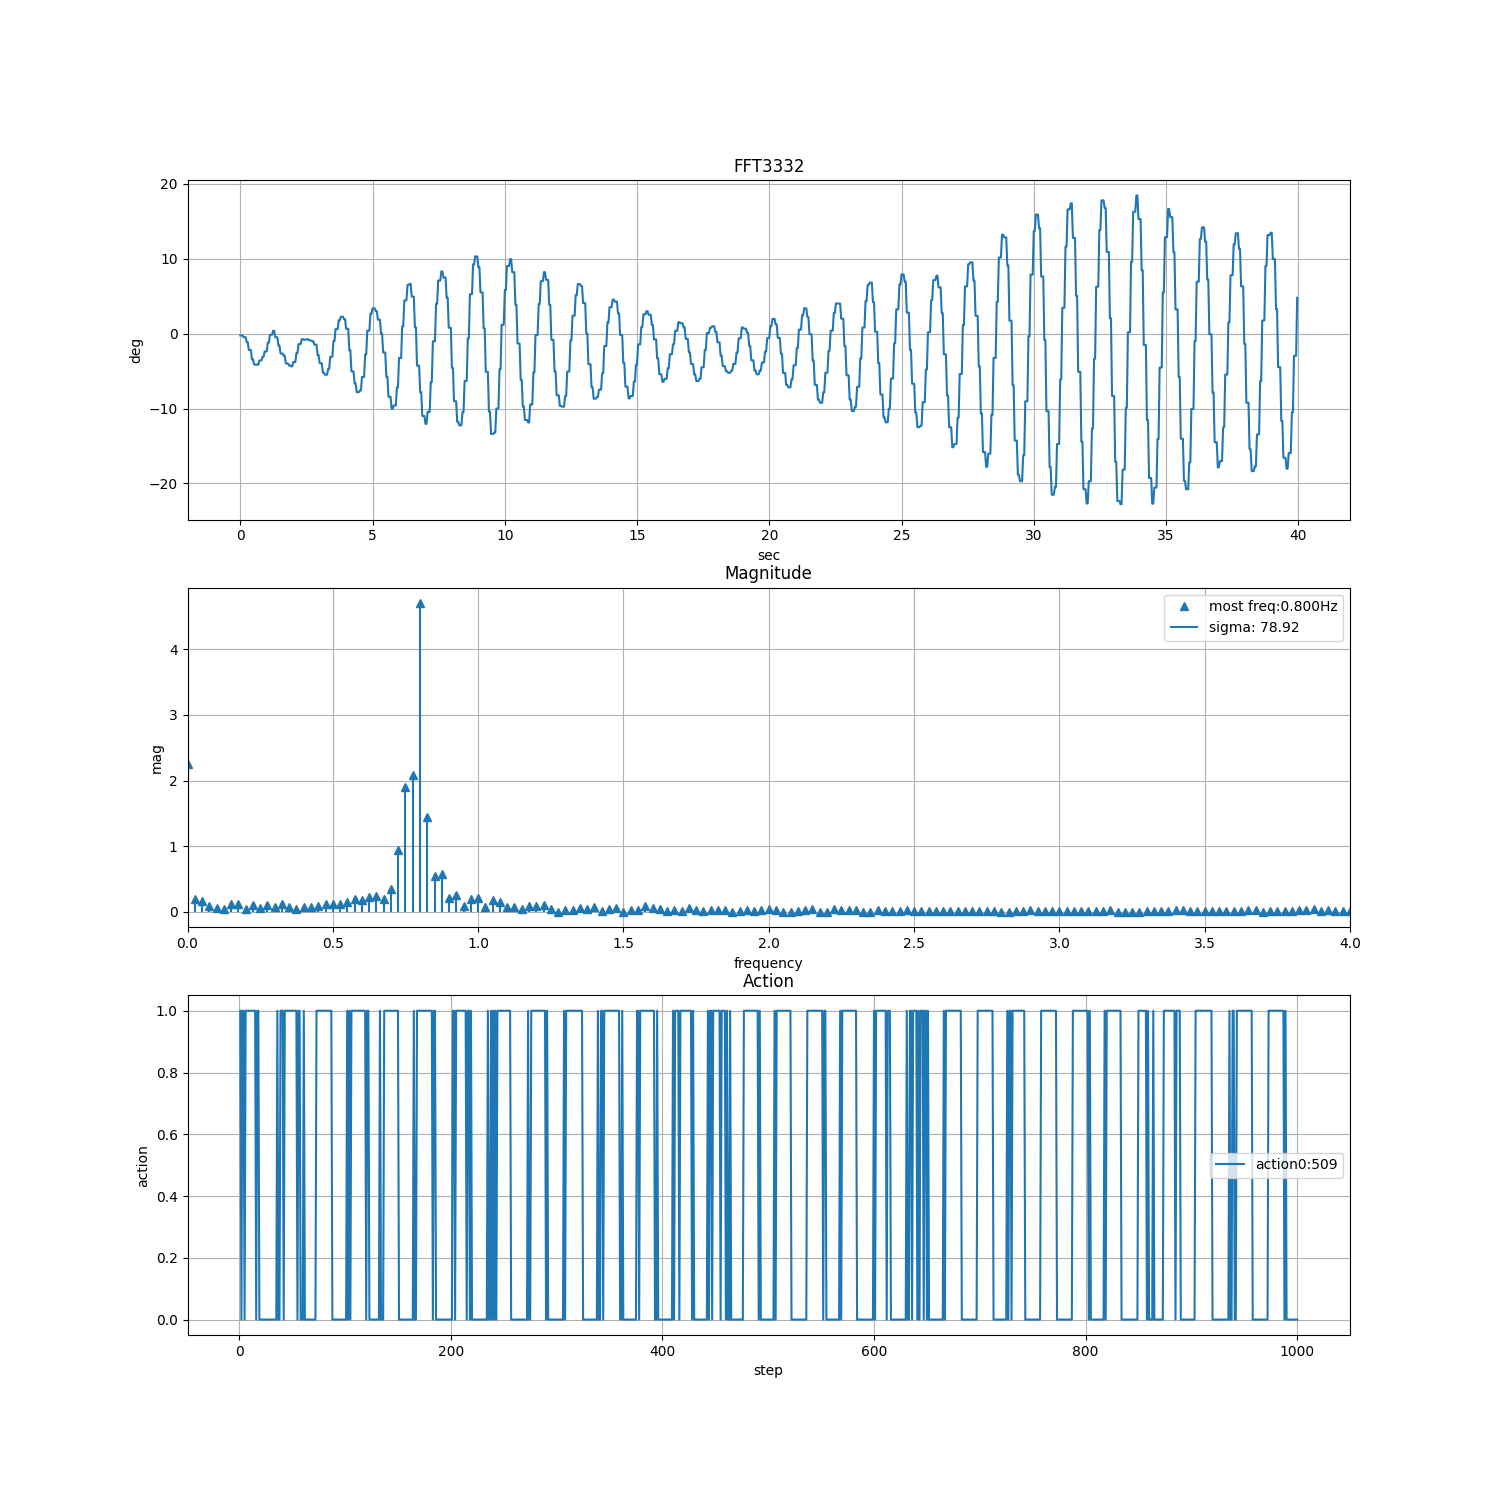 FFT3332
20
10
0
−10
−20
deg
0 5 10 15 20 25 30 35 40
sec
Magnitude
most freq:0.800Hz
sigma: 78.92
4
3
2
1
0
mag
0.0 0.5 1.0 1.5 2.0 2.5 3.0 3.5 4.0
frequency
Action
1.0
0.8
0.6
0.4
0.2
0.0
action
action0:509
0 200 400 600 800 1000
step